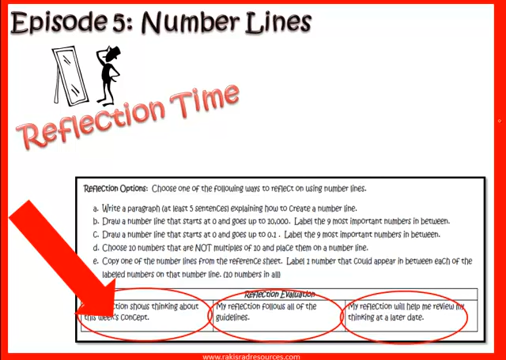 Episode 5: Number Lines
Reflection Time
Reflection Options: Choose one of the following ways to reflect on using number lines.
a. Write a paragraph (at least 5 sentences) explaining how to create a number line.
b. Draw a number line that starts at 0 and goes up to 10,000. Label the 9 most important numbers in between.
c. Draw a number line that starts at 0 and goes up to 0.1. Label the 9 most important numbers in between.
d. Choose 10 numbers that are NOT multiples of 10 and place them on a number line.
e. Copy one of the number lines from the reference sheet. Label 1 number that could appear in between each of the
labeled numbers on that number line. (10 numbers in all)
Reflection Evaluation
shows thinking about
this week's concept.
My reflection follows all of the
guidelines.
My reflection will help me review my
thinking at a later date.
www.rakisradresources.com